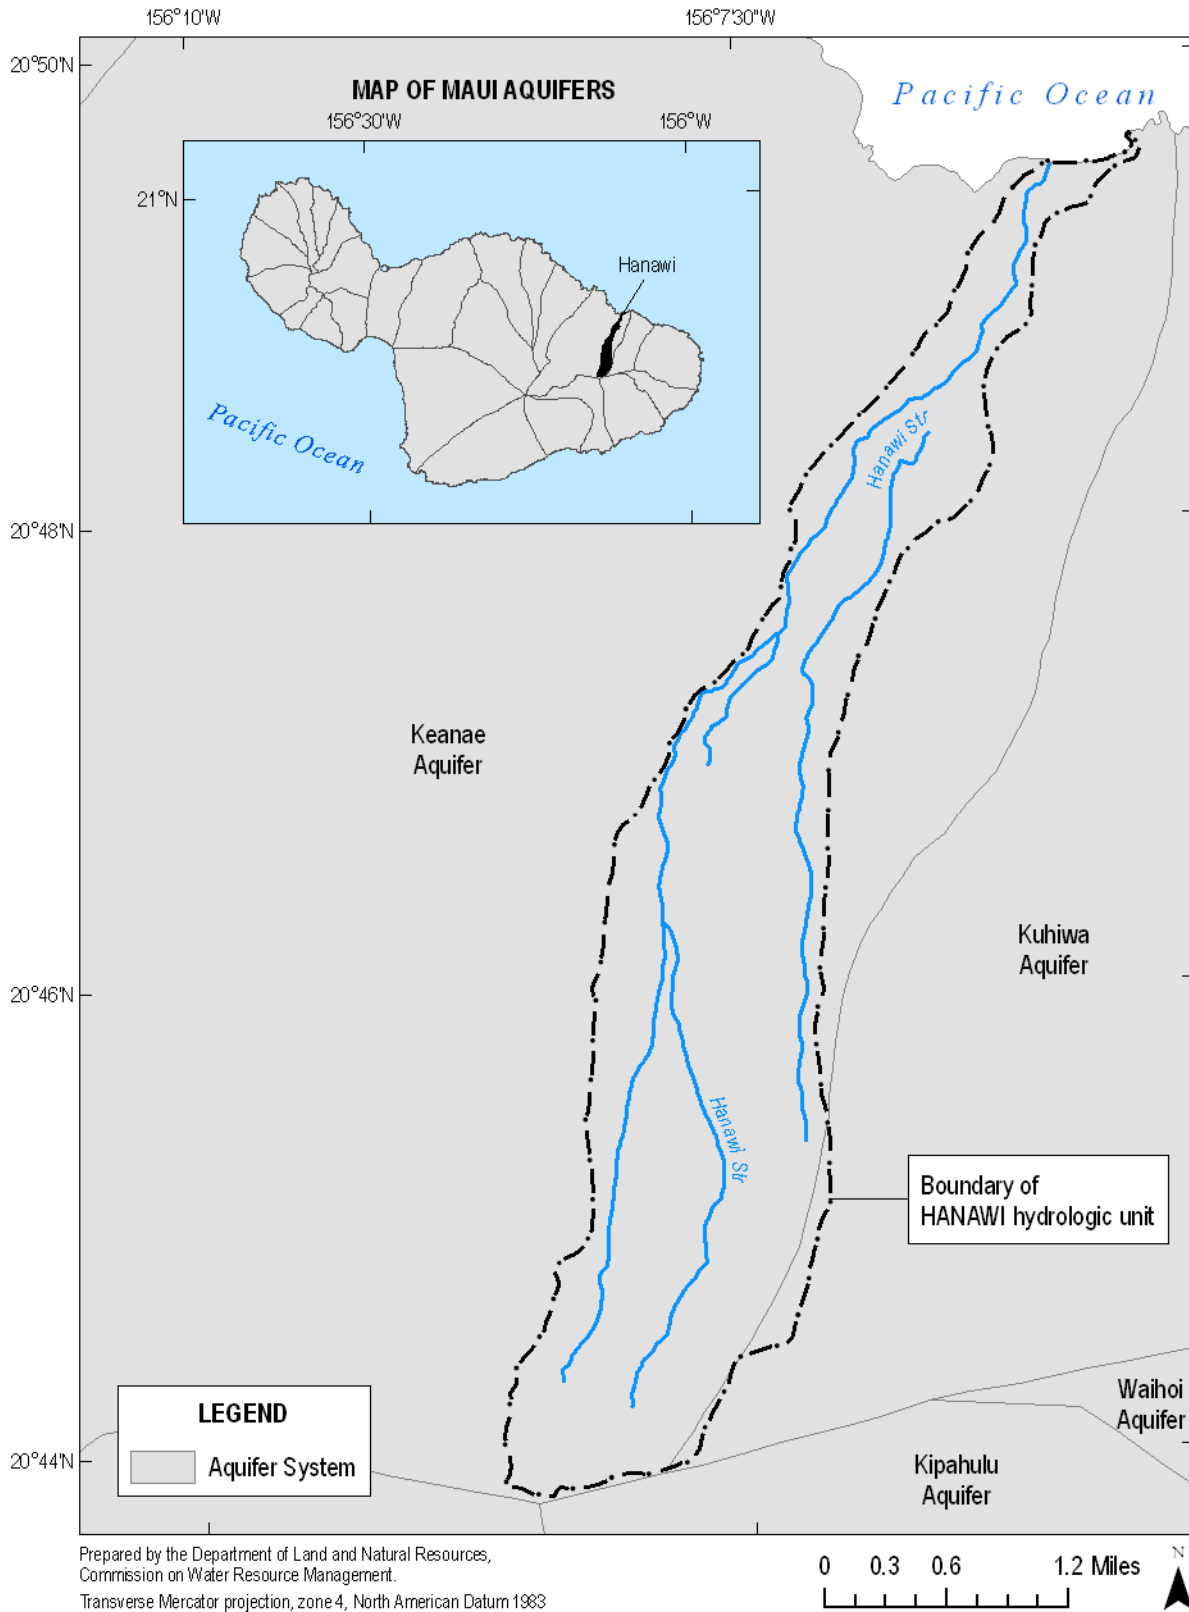 156°10'W
156°7'30"W
20°50'N
MAP OF MAUI AQUIFERS
Pacific Ocean
156°30'W
156°W
21°N
Hanawi
Pacific Ocean
Hanawi Str
20°48'N
Keanae
Aquifer
Kuhiwa
Aquifer
20°46'N
Hanawi Str
Boundary of
HANAWI hydrologic unit
Waihoi
Aquifer
LEGEND
Aquifer System
20°44'N
Kipahulu
Aquifer
Prepared by the Department of Land and Natural Resources,
Commission on Water Resource Management.
Transverse Mercator projection, zone 4, North American Datum 1983
0 0.3 0.6 1.2 Miles
N